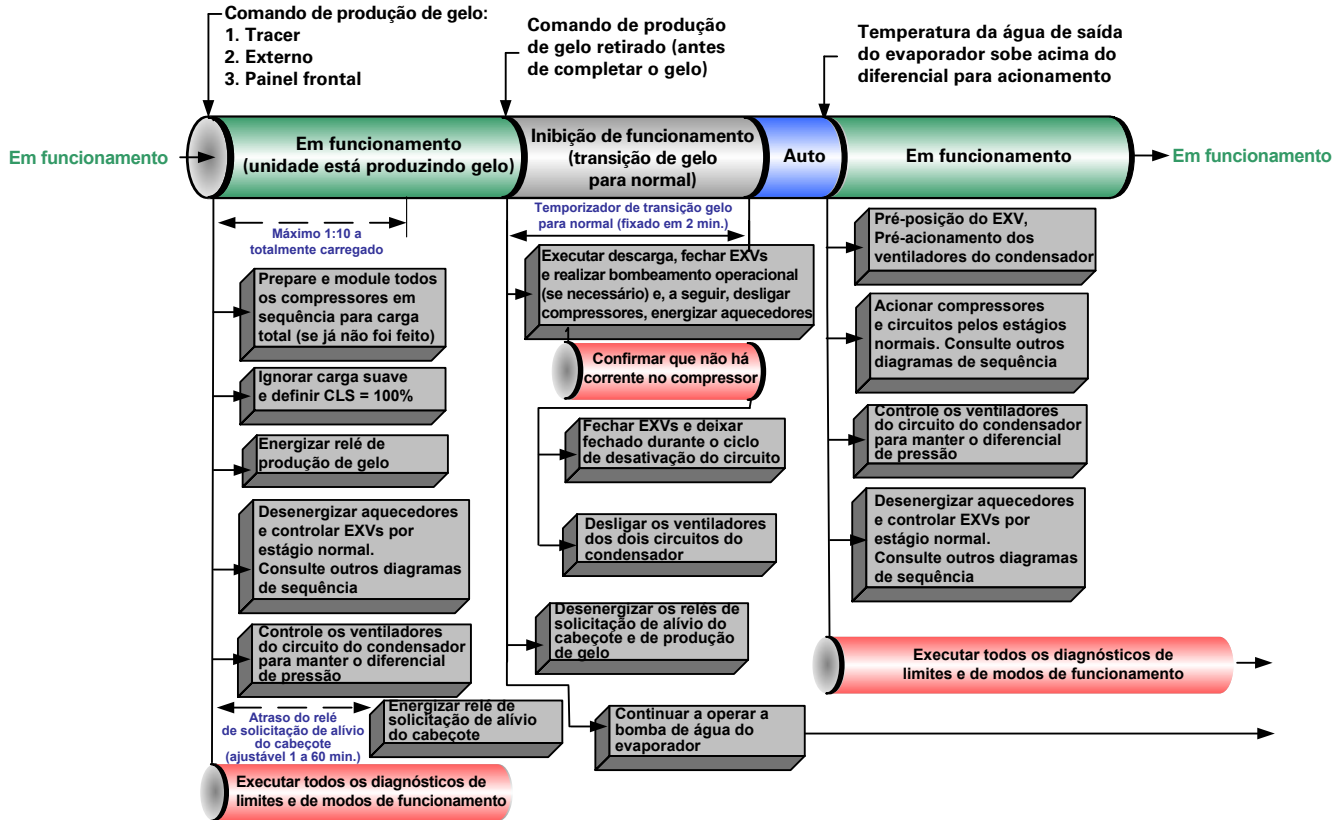 Comando de produção de gelo:
1. Tracer
2. Externo
3. Painel frontal
Comando de produção
de gelo retirado (antes
de completar o gelo)
Temperatura da água de saída
do evaporador sobe acima do
diferencial para acionamento
Em funcionamento
Em funcionamento
(unidade está produzindo gelo)
Inibição de funcionamento
(transição de gelo
para normal)
Auto
Em funcionamento
Em funcionamento
Máximo 1:10 a
totalmente carregado
Prepare e module todos
os compressores em
sequência para carga
total (se já não foi feito)
Ignorar carga suave
e definir CLS = 100%
Energizar relé de
produção de gelo
Desenergizar aquecedores
e controlar EXVs por
estágio normal.
Consulte outros diagramas
de sequência
Controle os ventiladores
do circuito do condensador
para manter o diferencial
de pressão
Atraso do relé
de solicitação de alívio
do cabeçote
(ajustável 1 a 60 min.)
Energizar relé de
solicitação de alívio
do cabeçote
Executar todos os diagnósticos de
limites e de modos de funcionamento
Temporizador de transição gelo
para normal (fixado em 2 min.)
Executar descarga, fechar EXVs
e realizar bombeamento operacional
(se necessário) e, a seguir, desligar
compressores, energizar aquecedores
Confirmar que não há
corrente no compressor
Fechar EXVs e deixar
fechado durante o ciclo
de desativação do circuito
Desligar os ventiladores
dos dois circuitos do
condensador
Desenergizar os relés de
solicitação de alívio do
cabeçote e de produção
de gelo
Continuar a operar a
bomba de água do
evaporador
Pré-posição do EXV,
Pré-acionamento dos
ventiladores do condensador
Acionar compressores
e circuitos pelos estágios
normais. Consulte outros
diagramas de sequência
Controle os ventiladores
do circuito do condensador
para manter o diferencial
de pressão
Desenergizar aquecedores
e controlar EXVs por
estágio normal.
Consulte outros diagramas
de sequência
Executar todos os diagnósticos de
limites e de modos de funcionamento